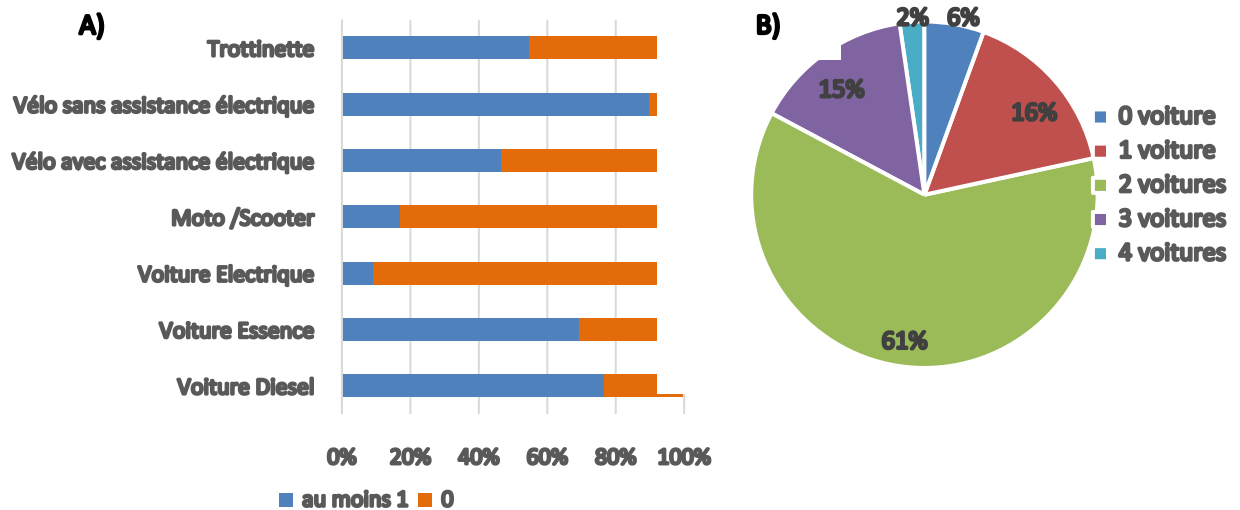 A)
Trottinette
Vélo sans assistance électrique
Vélo avec assistance électrique
Moto /Scooter
Voiture Electrique
Voiture Essence
Voiture Diesel
0% 20% 40% 60% 80% 100%
au moins 1 0
B)
2% 6%
15%
16%
61%
0 voiture
1 voiture
2 voitures
3 voitures
4 voitures